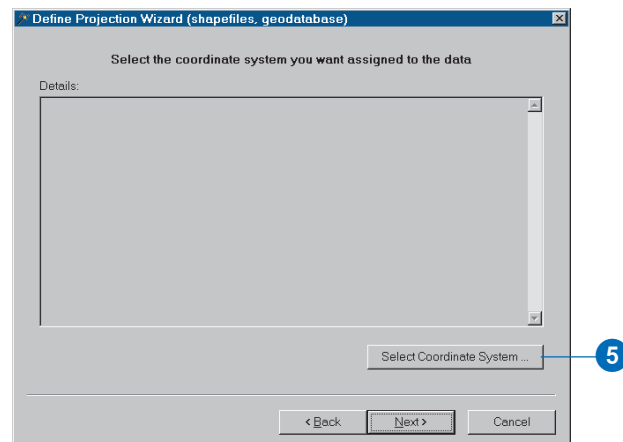 Define Projection Wizard (shapefiles, geodatabase)
Select the coordinate system you want assigned to the data
Details:
Select Coordinate System ...
5
< Back
Next >
Cancel